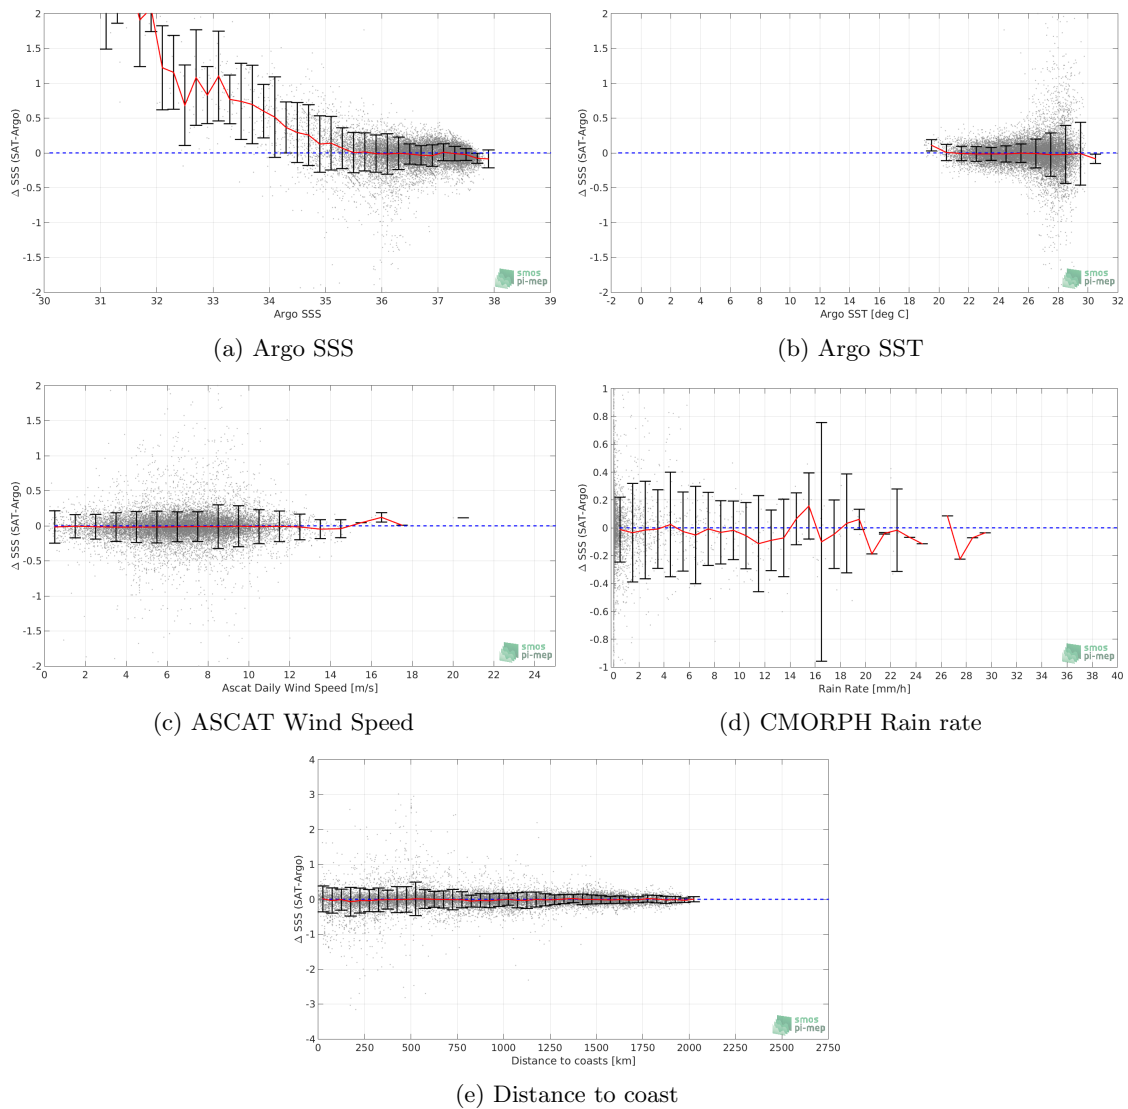 2
1.5
1
0.5
0
-0.5
-1
-1.5
-2
Δ SSS (SAT-Argo)
30 31 32 33 34 35 36 37 38 39
Argo SSS
smos
pi-mep
(a) Argo SSS
2
1.5
1
0.5
0
-0.5
-1
-1.5
-2
Δ SSS (SAT-Argo)
-2 0 2 4 6 8 10 12 14 16 18 20 22 24 26 28 30 32
Argo SST [deg C]
smos
pi-mep
(b) Argo SST
2
1.5
1
0.5
0
-0.5
-1
-1.5
-2
Δ SSS (SAT-Argo)
0 2 4 6 8 10 12 14 16 18 20 22 24
Ascat Daily Wind Speed [m/s]
smos
pi-mep
(c) ASCAT Wind Speed
1
0.8
0.6
0.4
0.2
0
-0.2
-0.4
-0.6
-0.8
-1
Δ SSS (SAT-Argo)
0 2 4 6 8 10 12 14 16 18 20 22 24 26 28 30 32 34 36 38 40
Rain Rate [mm/h]
smos
pi-mep
(d) CMORPH Rain rate
4
3
2
1
0
-1
-2
-3
-4
Δ SSS (SAT-Argo)
0 250 500 750 1000 1250 1500 1750 2000 2250 2500 2750
Distance to coasts [km]
smos
pi-mep
(e) Distance to coast